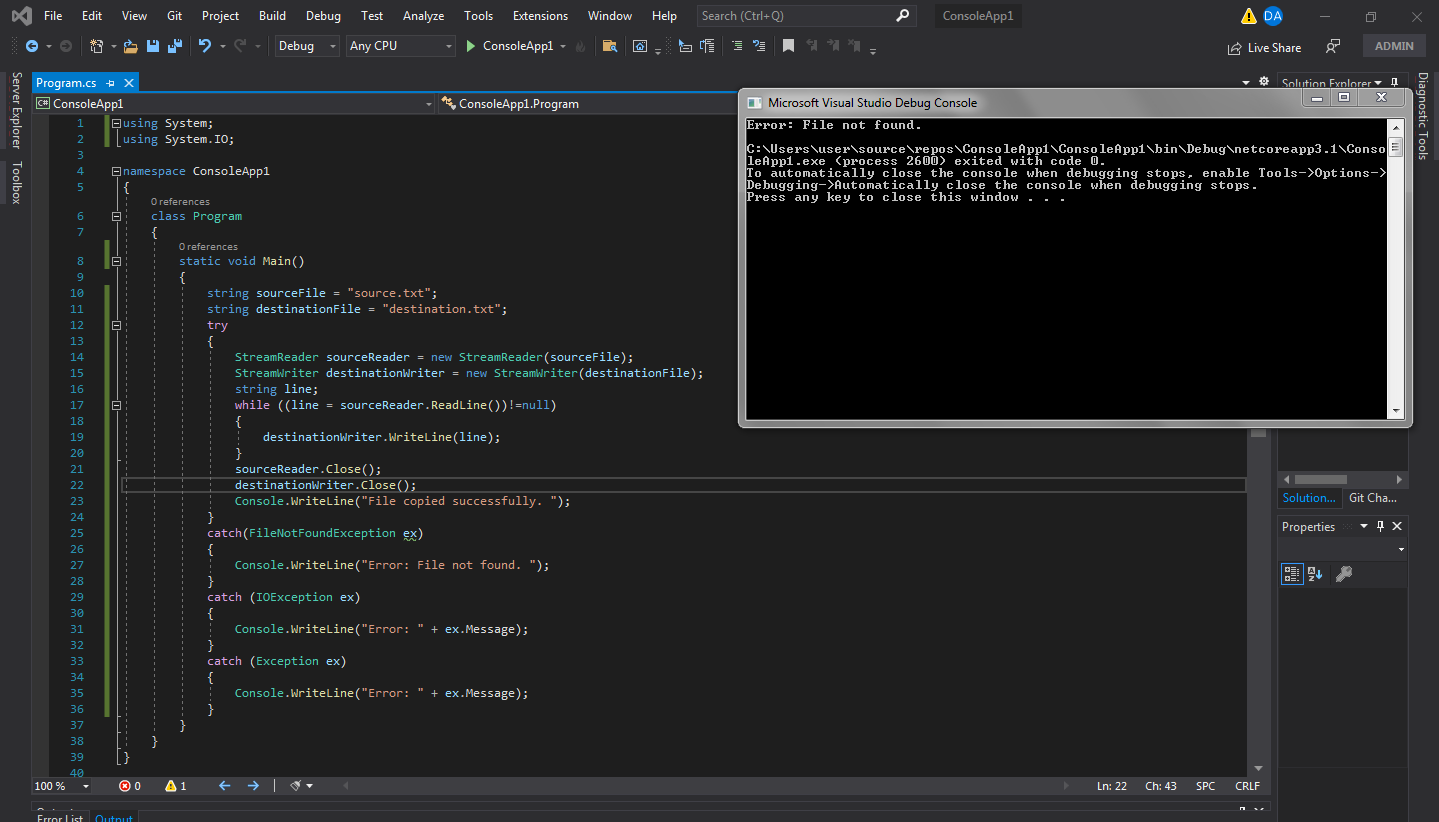 File Edit View Git Project Build Debug Test Analyze Tools Extensions Window Help Search (Ctrl+Q) ConsoleApp1 DA
Debug Any CPU ConsoleApp1 Live Share ADMIN
Server Explorer
Toolbox
Program.cs
C# ConsoleApp1 ConsoleApp1.Program
1 using System;
2 using System.IO;
3
4 namespace ConsoleApp1
5 {
0 references
6 class Program
7 {
0 references
8 static void Main()
9 {
10 string sourceFile = "source.txt";
11 string destinationFile = "destination.txt";
12 try
13 {
14 StreamReader sourceReader = new StreamReader(sourceFile);
15 StreamWriter destinationWriter = new StreamWriter(destinationFile);
16 string line;
17 while ((line = sourceReader.ReadLine())!=null)
18 {
19 destinationWriter.WriteLine(line);
20 }
21 sourceReader.Close();
22 destinationWriter.Close();
23 Console.WriteLine("File copied successfully. ");
24 }
25 catch(FileNotFoundException ex)
26 {
27 Console.WriteLine("Error: File not found. ");
28 }
29 catch (IOException ex)
30 {
31 Console.WriteLine("Error: " + ex.Message);
32 }
33 catch (Exception ex)
34 {
35 Console.WriteLine("Error: " + ex.Message);
36 }
37 }
38 }
39 }
40
100 % 0 1 Ln: 22 Ch: 43 SPC CRLF
Error List Output
Microsoft Visual Studio Debug Console
Error: File not found.
C:\Users\user\source\repos\ConsoleApp1\ConsoleApp1\bin\Debug\netcoreapp3.1\Conso
leApp1.exe (process 2600) exited with code 0.
To automatically close the console when debugging stops, enable Tools->Options->
Debugging->Automatically close the console when debugging stops.
Press any key to close this window . . .
Solution Explorer
Solution... Git Cha...
Properties
Diagnostic Tools